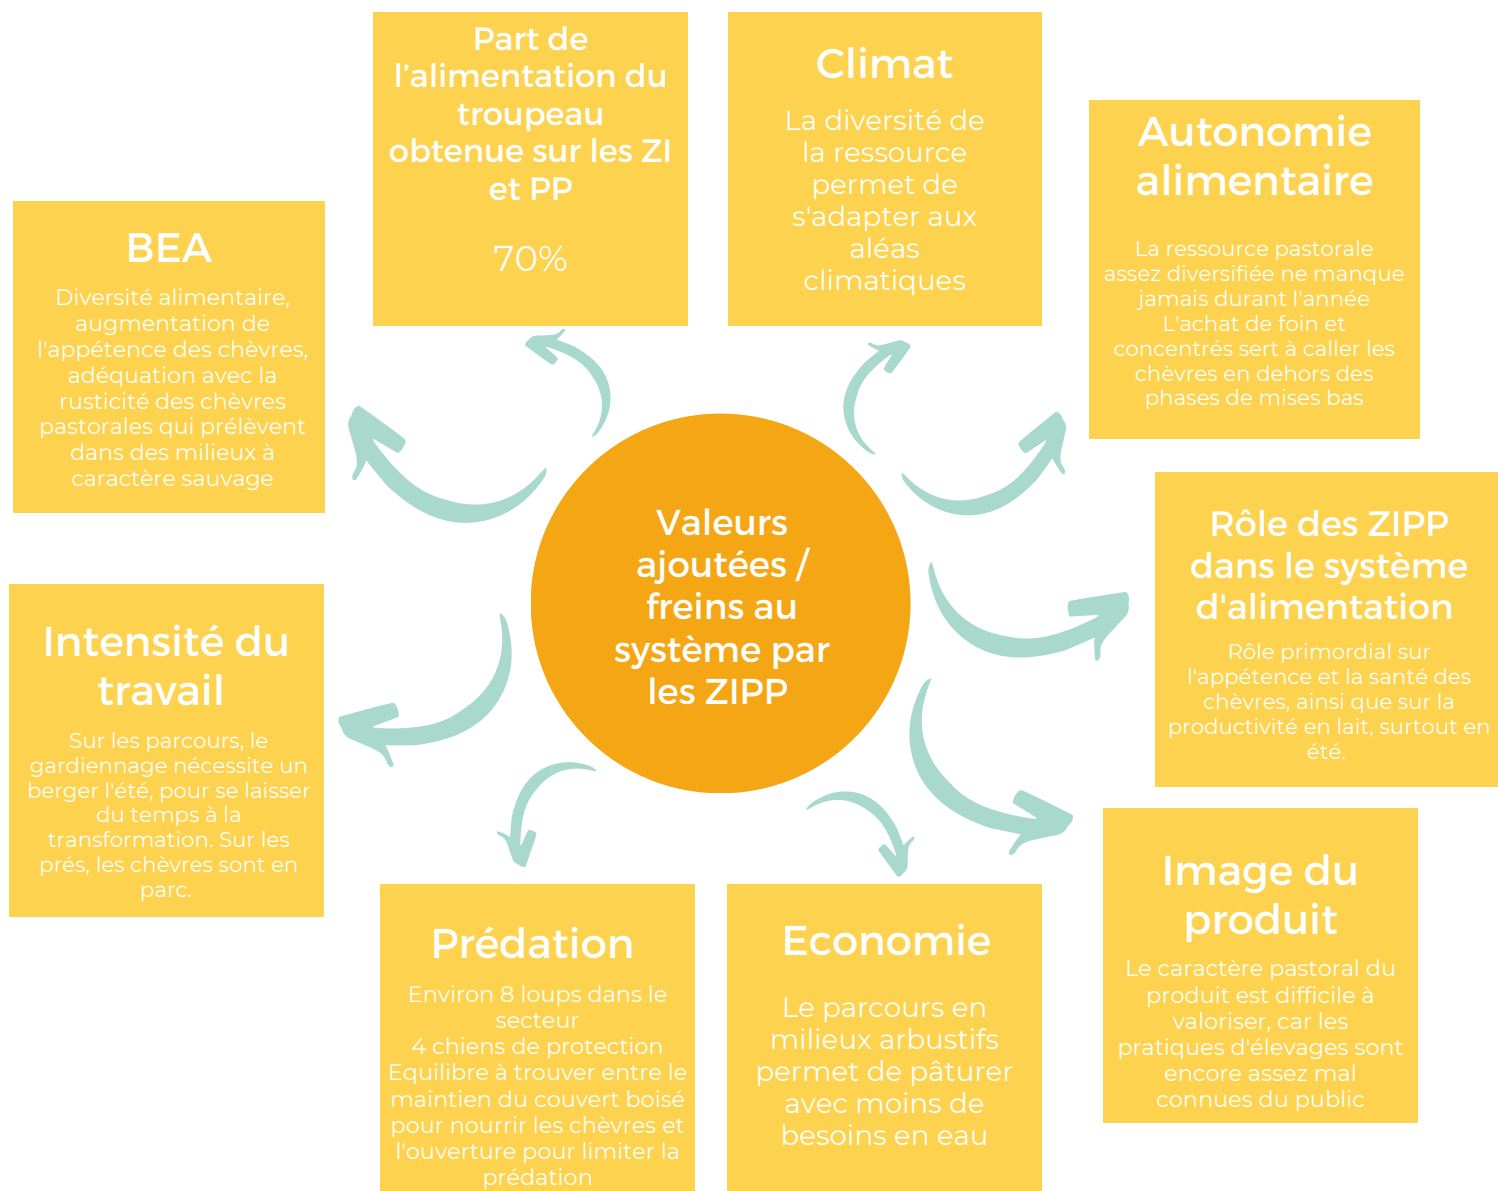 Part de
l'alimentation du
troupeau
obtenue sur les ZI
et PP
70%
Climat
La diversité de
la ressource
permet de
s'adapter aux
aléas
climatiques
Autonomie
alimentaire
La ressource pastorale
assez diversifiée ne manque
jamais durant l'année
L'achat de foin et
concentrés sert à caller les
chèvres en dehors des
phases de mises bas
BEA
Diversité alimentaire,
augmentation de
l'appétence des chèvres,
adéquation avec la
rusticité des chèvres
pastorales qui prélèvent
dans des milieux à
caractère sauvage
Valeurs
ajoutées /
freins au
système par
les ZIPP
Rôle des ZIPP
dans le système
d'alimentation
Rôle primordial sur
l'appétence et la santé des
chèvres, ainsi que sur la
productivité en lait, surtout en
été.
Intensité du
travail
Sur les parcours, le
gardiennage nécessite un
berger l'été, pour se laisser
du temps à la
transformation. Sur les
prés, les chèvres sont en
parc.
Image du
produit
Le caractère pastoral du
produit est difficile à
valoriser, car les
pratiques d'élevages sont
encore assez mal
connues du public
Prédation
Environ 8 loups dans le
secteur
4 chiens de protection
Equilibre à trouver entre le
maintien du couvert boisé
pour nourrir les chèvres et
l'ouverture pour limiter la
prédation
Economie
Le parcours en
milieux arbustifs
permet de pâturer
avec moins de
besoins en eau